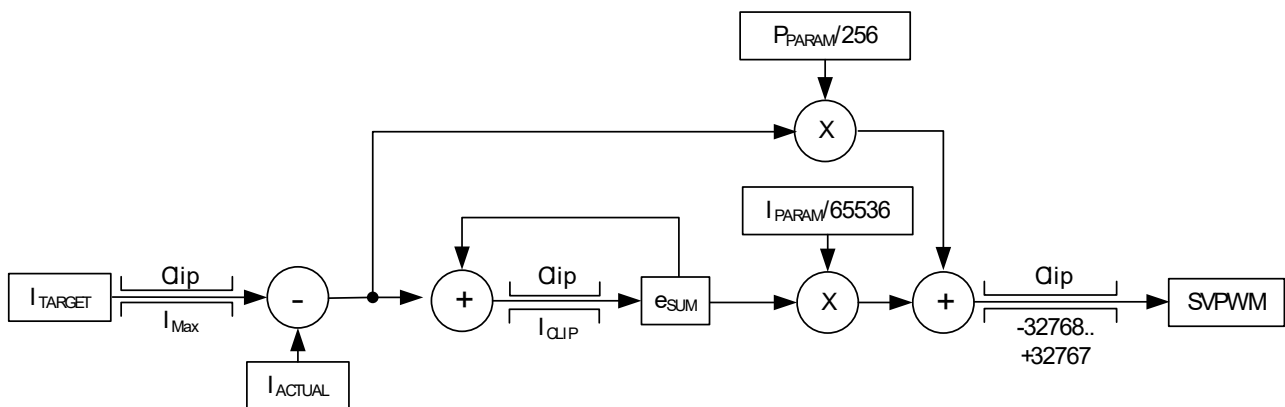 PPARAM/256
X
IPARAM/65536
Clip
ITARGET
IMax
-
IACTUAL
+
Clip
ICLIP
eSUM
X
+
Clip
-32768..
+32767
SVPWM